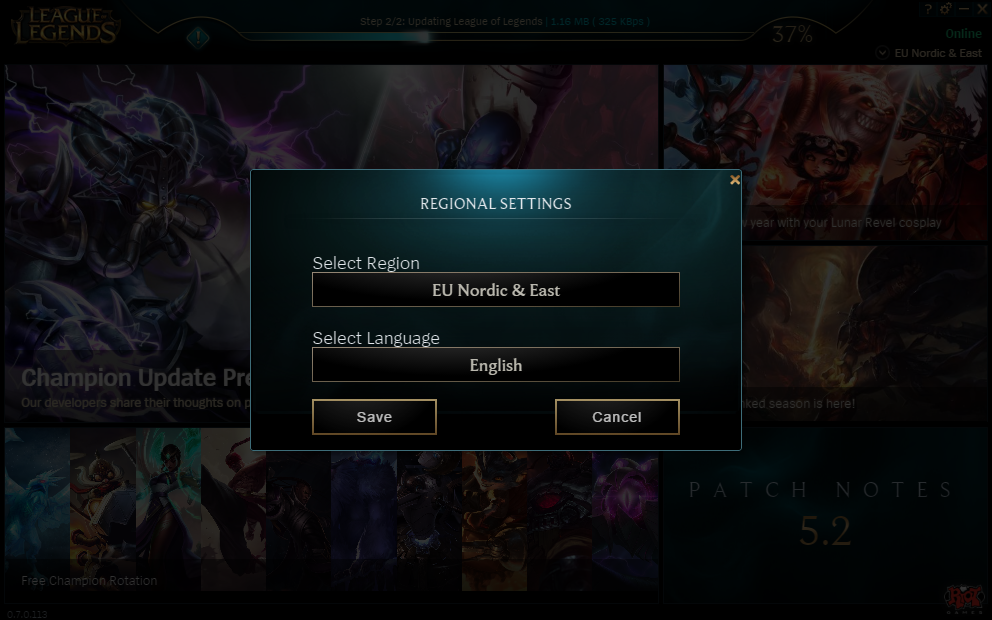 LEAGUE OF
LEGENDS
Step 2/2: Updating League of Legends | 1.16 MB ( 325 KBps )
37%
?
Online
EU Nordic & East
REGIONAL SETTINGS
Select Region
EU Nordic & East
Select Language
English
Save
Cancel
year with your Lunar Revel cosplay
Champion Update
Our developers share their thoughts on
season is here!
PATCH NOTES
5.2
Free Champion Rotation
0.7.0.113
RIOT
GAMES